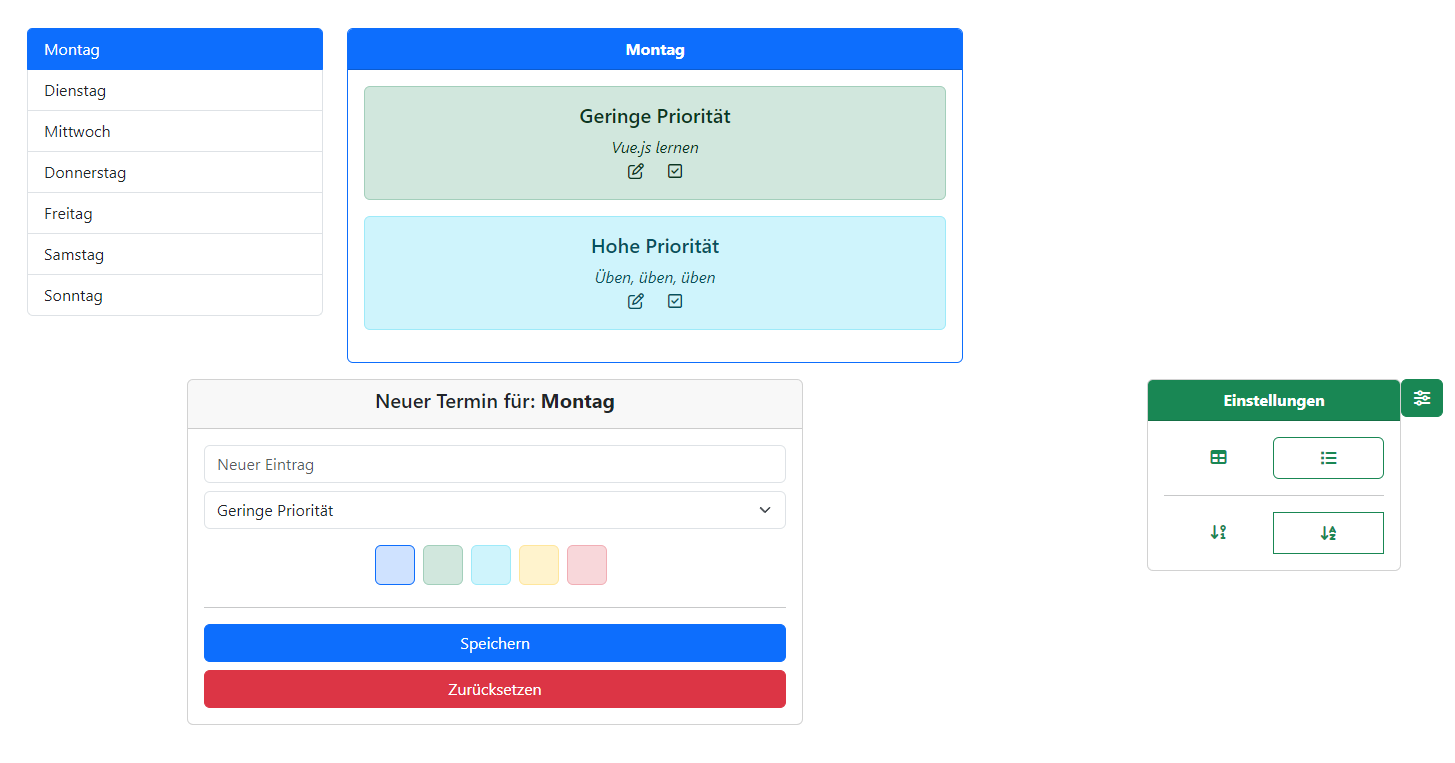 Montag
Dienstag
Mittwoch
Donnerstag
Freitag
Samstag
Sonntag
Montag
Geringe Priorität
Vue.js lernen
Hohe Priorität
Üben, üben, üben
Neuer Termin für: Montag
Neuer Eintrag
Geringe Priorität
Speichern
Zurücksetzen
Einstellungen